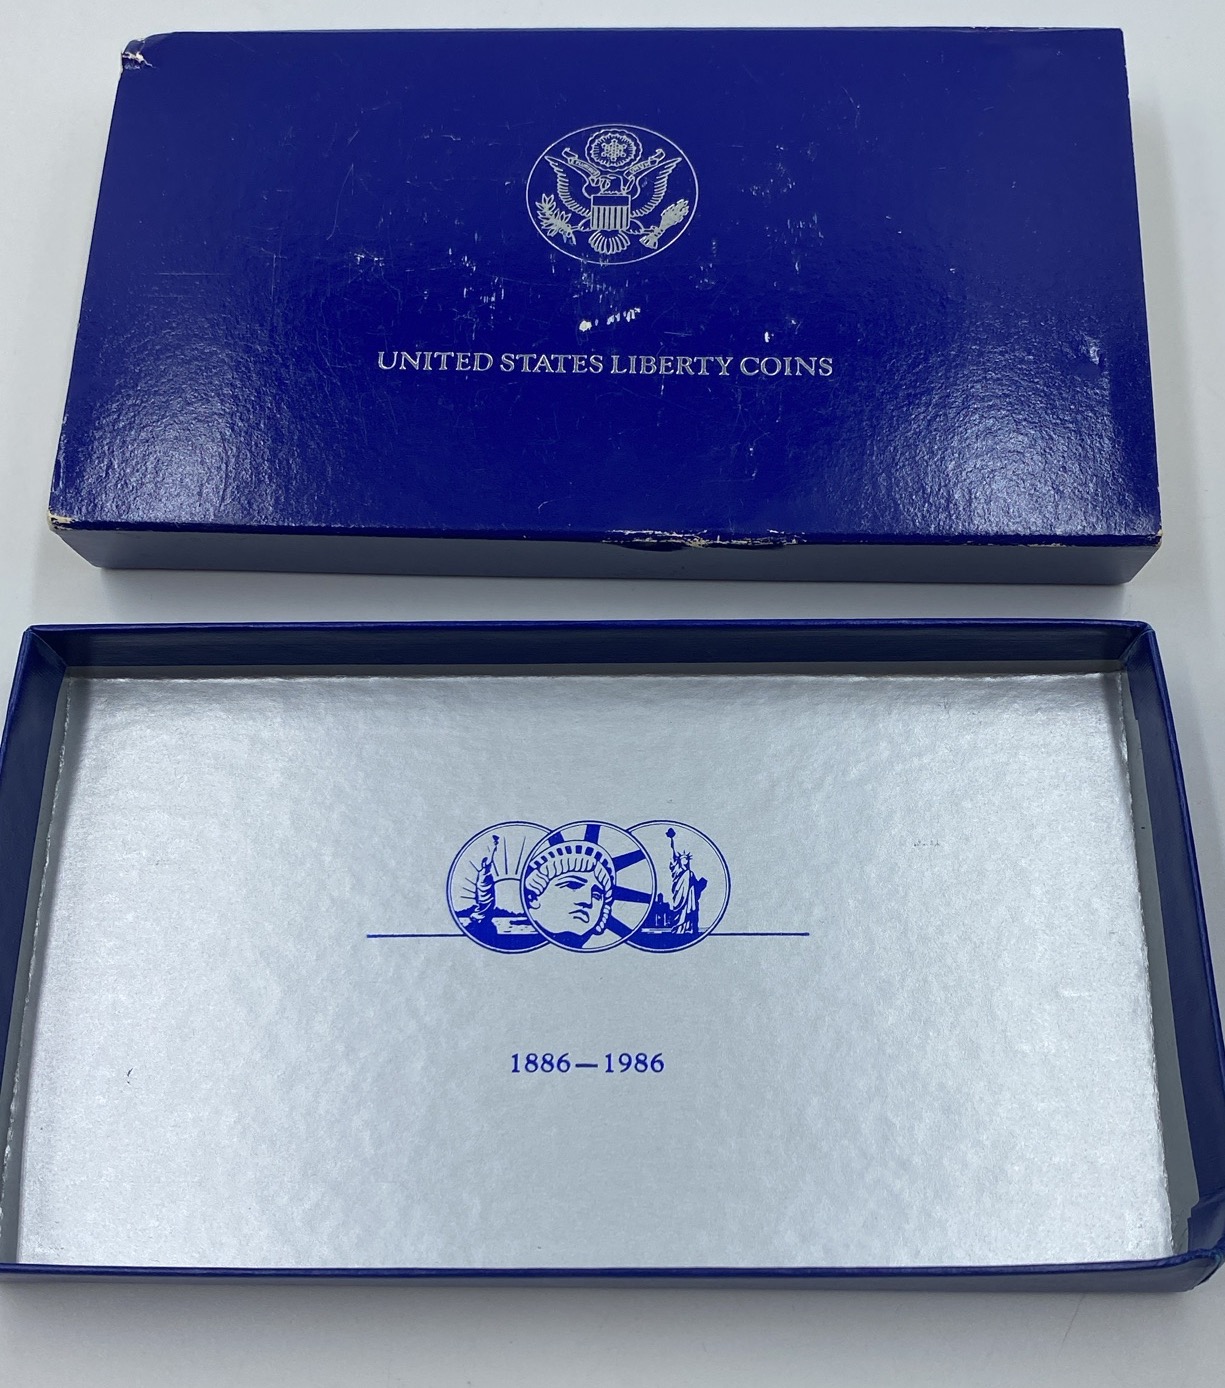 UNITED STATES LIBERTY COINS
1886—1986